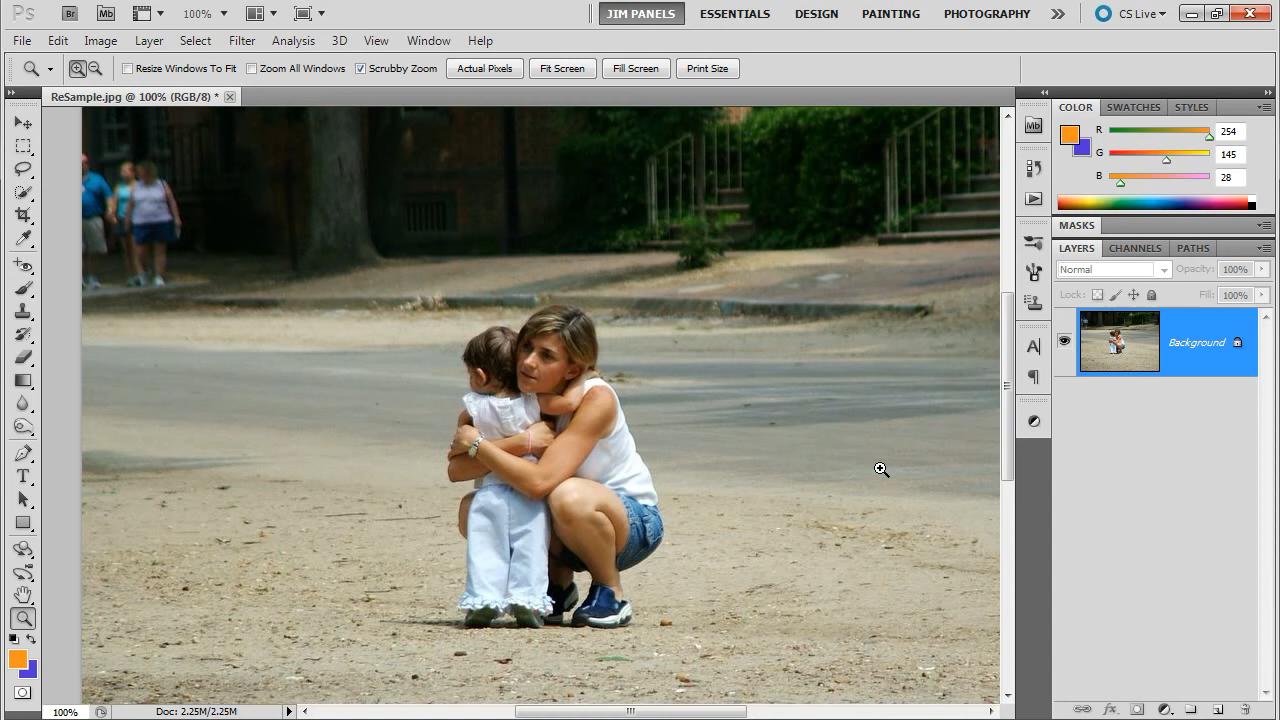 Ps Br Mb 100% JIM PANELS ESSENTIALS DESIGN PAINTING PHOTOGRAPHY CS Live
File Edit Image Layer Select Filter Analysis 3D View Window Help
Resize Windows To Fit Zoom All Windows Scrubby Zoom Actual Pixels Fit Screen Fill Screen Print Size
ReSample.jpg @ 100% (RGB/8) *
COLOR SWATCHES STYLES
Mb
R 254
G 145
B 28
MASKS
LAYERS CHANNELS PATHS
Normal Opacity: 100%
Lock: Fill: 100%
Background
100% Doc: 2.25M/2.25M